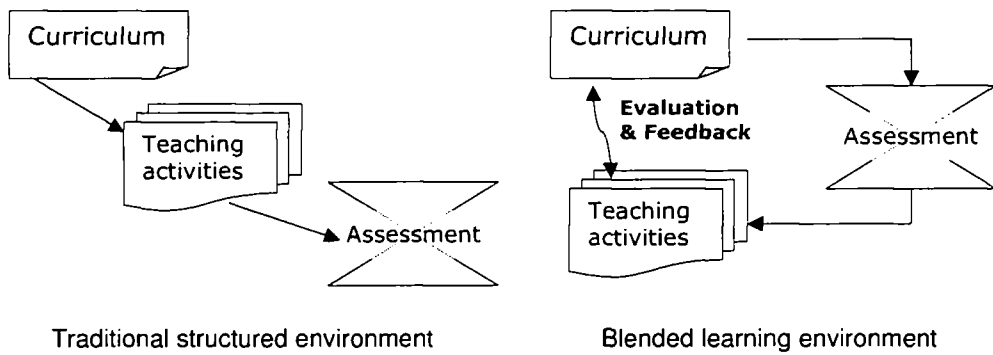 Curriculum
Teaching
activities
Assessment
Traditional structured environment
Curriculum
Evaluation
& Feedback
Assessment
Teaching
activities
Blended learning environment